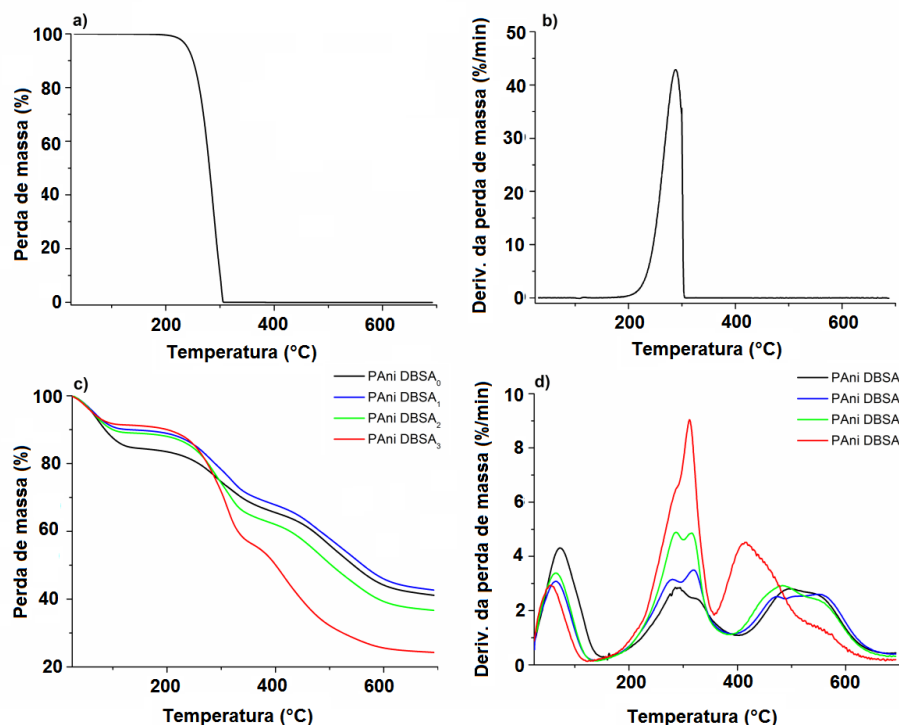 a)
Perda de massa (%)
100
80
60
40
20
0
200
400
600
Temperatura (°C)
b)
Deriv. da perda de massa (%/min)
50
40
30
20
10
0
200
400
600
Temperatura (°C)
c)
PAni DBSA₀
PAni DBSA₁
PAni DBSA₂
PAni DBSA₃
Perda de massa (%)
100
80
60
40
20
200
400
600
Temperatura (°C)
d)
PAni DBSA
PAni DBSA
PAni DBSA
PAni DBSA
Deriv. da perda de massa (%/min)
10
8
6
4
2
0
200
400
600
Temperatura (°C)